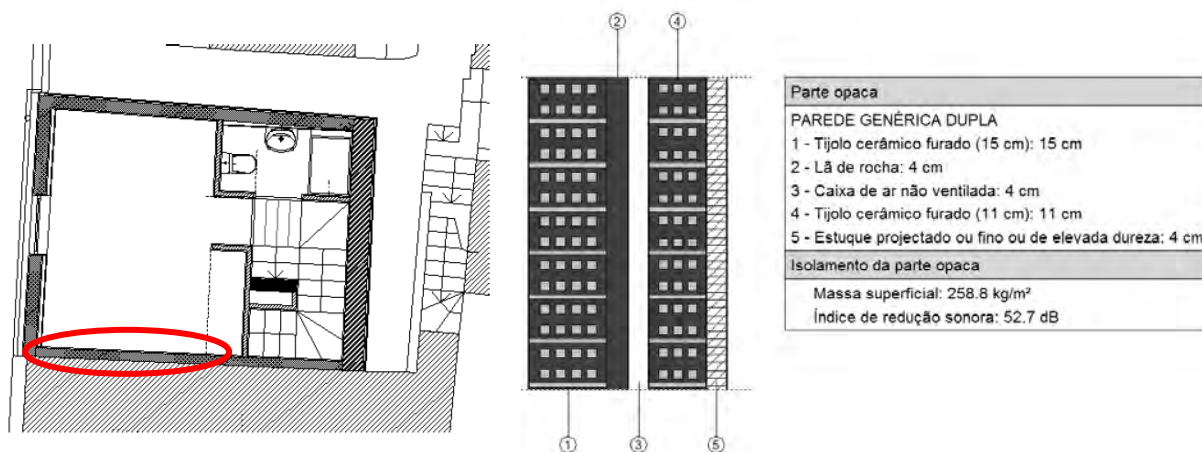 ② ④
① ③ ⑤
Parte opaca
PAREDE GENÉRICA DUPLA
1 - Tijolo cerâmico furado (15 cm): 15 cm
2 - Lã de rocha: 4 cm
3 - Caixa de ar não ventilada: 4 cm
4 - Tijolo cerâmico furado (11 cm): 11 cm
5 - Estuque projectado ou fino ou de elevada dureza: 4 cm
Isolamento da parte opaca
Massa superficial: 258.8 kg/m²
Índice de redução sonora: 52.7 dB